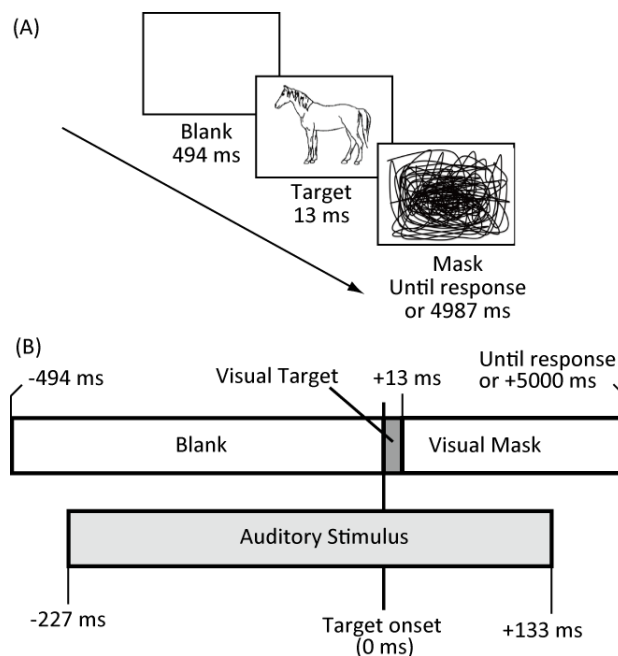 (A)
Blank
494 ms
Target
13 ms
Mask
Until response
or 4987 ms
(B)
-494 ms
Visual Target
+13 ms
Until response
or +5000 ms
Blank
Visual Mask
Auditory Stimulus
-227 ms
Target onset
(0 ms)
+133 ms